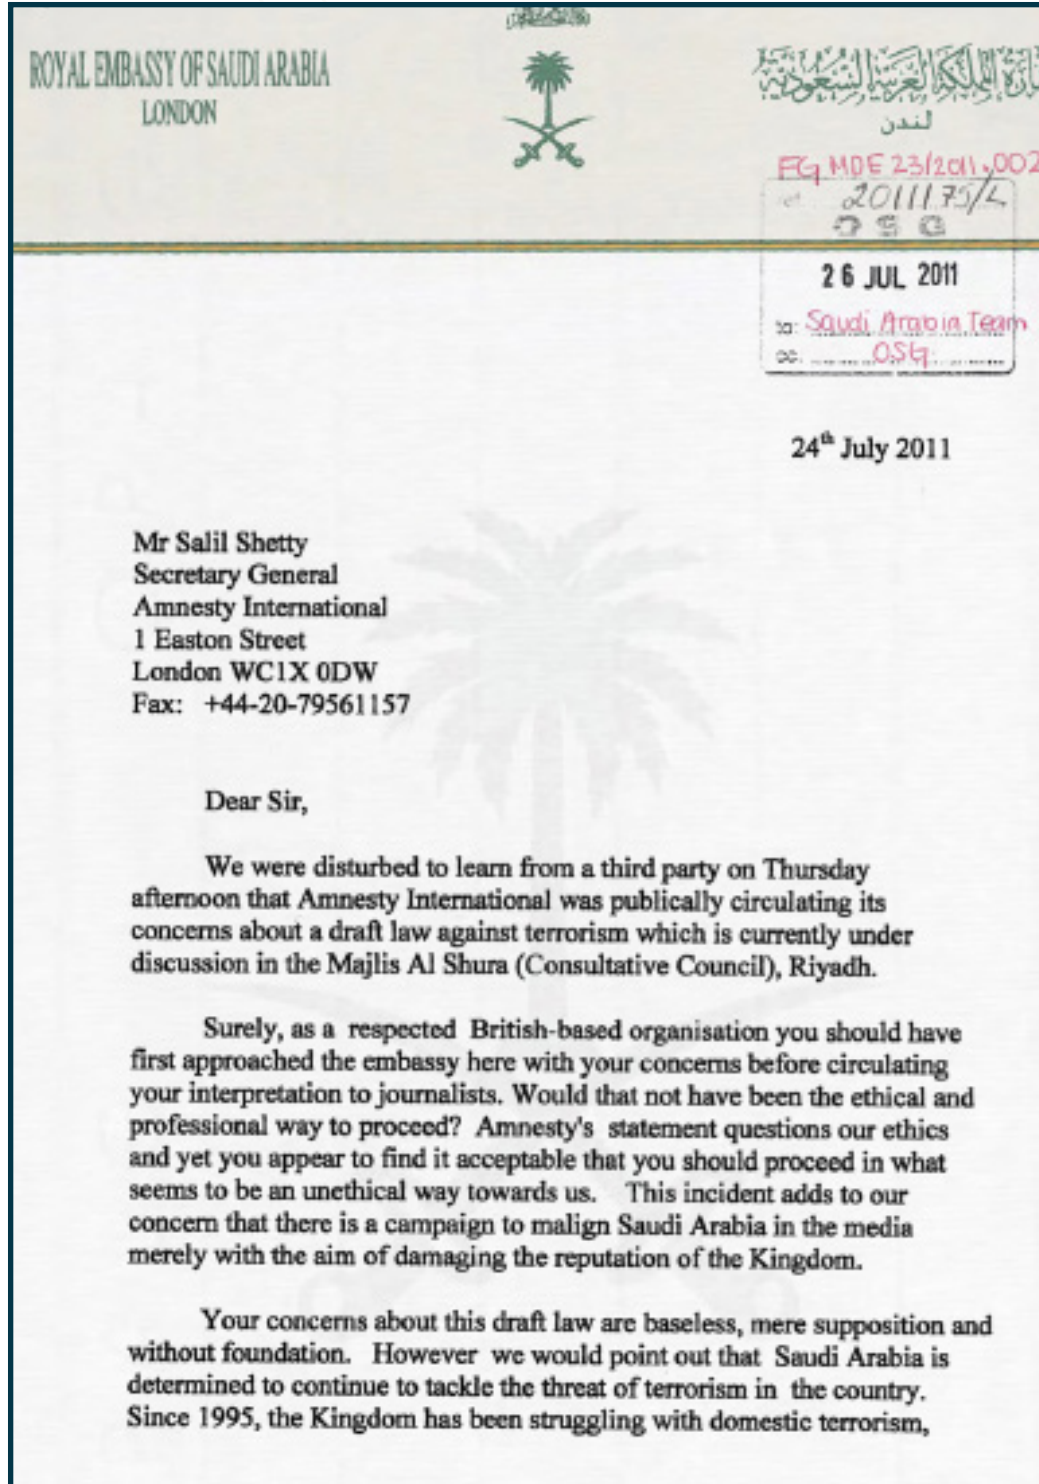 ROYAL EMBASSY OF SAUDI ARABIA
LONDON
المملكة العربية السعودية
لندن
FG MDE 23/2011.002
ref 2011175/L
OSG
26 JUL 2011
to: Saudi Arabia Team
cc: OSG
24th July 2011
Mr Salil Shetty
Secretary General
Amnesty International
1 Easton Street
London WC1X 0DW
Fax: +44-20-79561157
Dear Sir,
We were disturbed to learn from a third party on Thursday
afternoon that Amnesty International was publically circulating its
concerns about a draft law against terrorism which is currently under
discussion in the Majlis Al Shura (Consultative Council), Riyadh.
Surely, as a respected British-based organisation you should have
first approached the embassy here with your concerns before circulating
your interpretation to journalists. Would that not have been the ethical and
professional way to proceed? Amnesty's statement questions our ethics
and yet you appear to find it acceptable that you should proceed in what
seems to be an unethical way towards us. This incident adds to our
concern that there is a campaign to malign Saudi Arabia in the media
merely with the aim of damaging the reputation of the Kingdom.
Your concerns about this draft law are baseless, mere supposition and
without foundation. However we would point out that Saudi Arabia is
determined to continue to tackle the threat of terrorism in the country.
Since 1995, the Kingdom has been struggling with domestic terrorism,